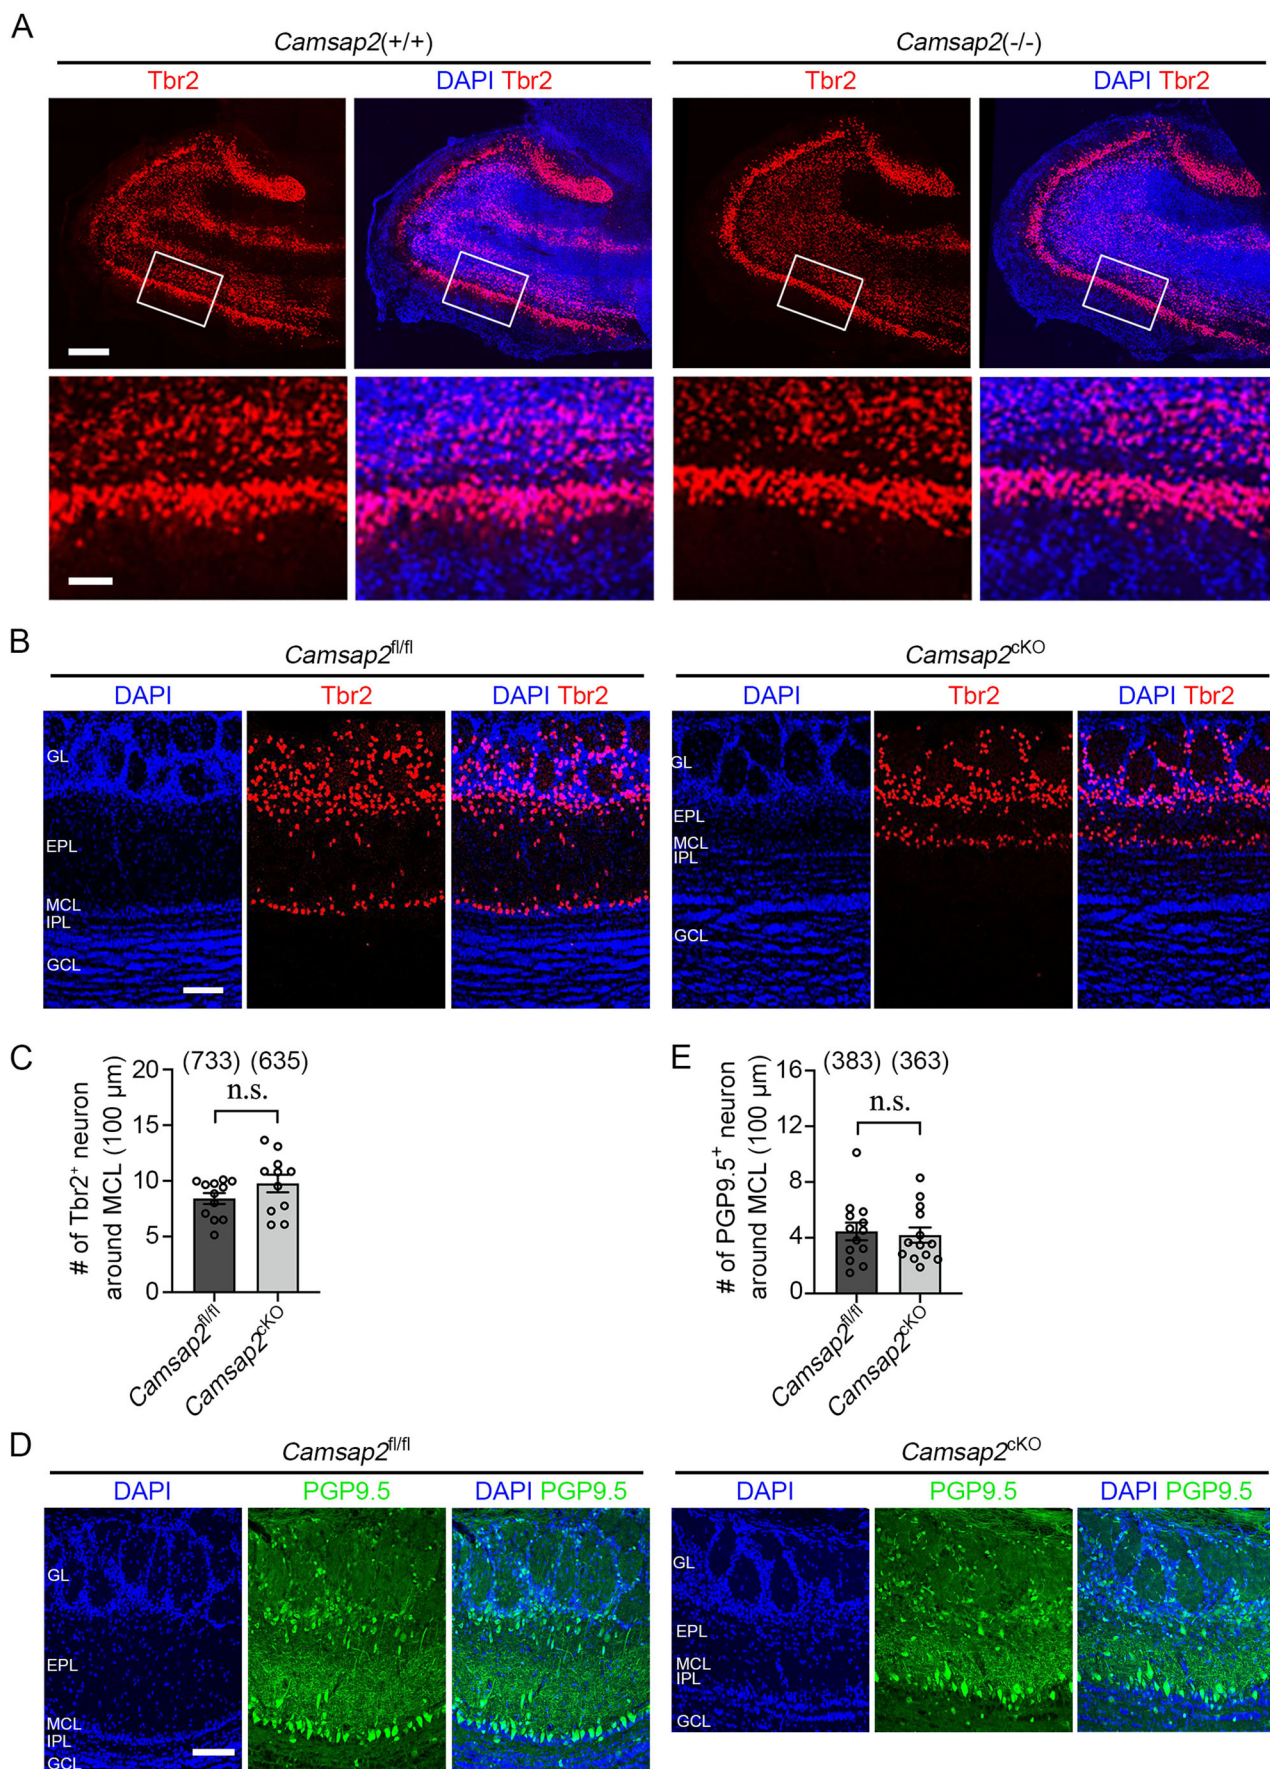 A
Camsap2(+/+) Camsap2(-/-)
Tbr2 DAPI Tbr2 Tbr2 DAPI Tbr2
B
Camsap2fl/fl Camsap2cKO
DAPI Tbr2 DAPI Tbr2 DAPI Tbr2 DAPI Tbr2
GL GL
EPL EPL
MCL MCL
IPL IPL
GCL GCL
C
(733) (635)
n.s.
# of Tbr2+ neuron
around MCL (100 µm)
20
15
10
5
0
Camsap2fl/fl
Camsap2cKO
E
(383) (363)
n.s.
# of PGP9.5+ neuron
around MCL (100 µm)
16
12
8
4
0
Camsap2fl/fl
Camsap2cKO
D
Camsap2fl/fl Camsap2cKO
DAPI PGP9.5 DAPI PGP9.5 DAPI PGP9.5 DAPI PGP9.5
GL GL
EPL EPL
MCL MCL
IPL IPL
GCL GCL